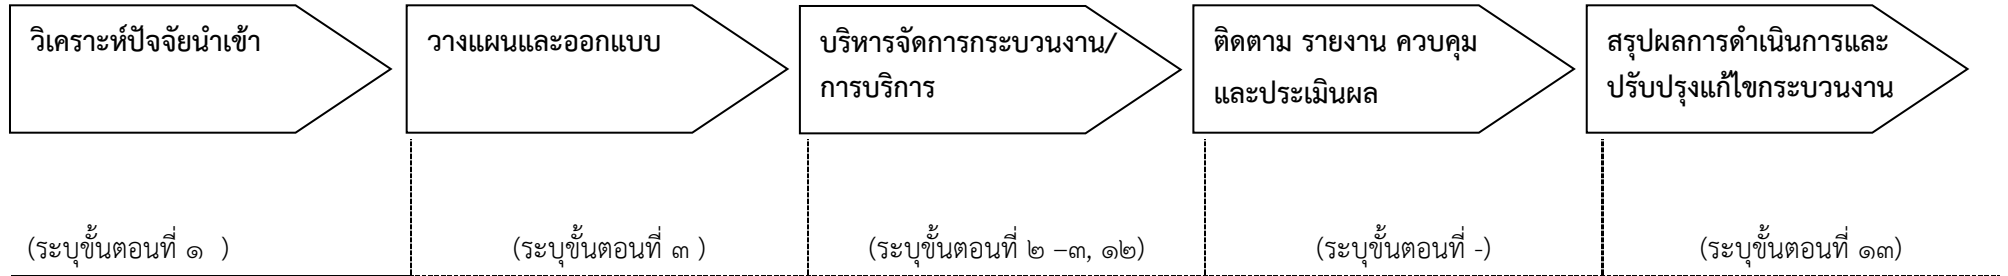 วิเคราะห์ปัจจัยนำเข้า
วางแผนและออกแบบ
บริหารจัดการกระบวนงาน/
การบริการ
ติดตาม รายงาน ควบคุม
และประเมินผล
สรุปผลการดำเนินการและ
ปรับปรุงแก้ไขกระบวนงาน
(ระบุขั้นตอนที่ ๑ )
(ระบุขั้นตอนที่ ๓ )
(ระบุขั้นตอนที่ ๒ –๓, ๑๒)
(ระบุขั้นตอนที่ -)
(ระบุขั้นตอนที่ ๑๓)